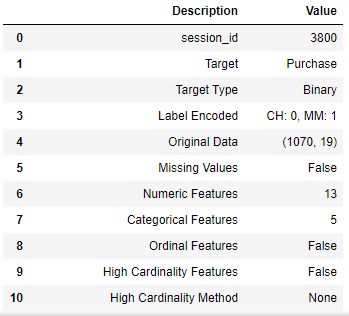 Description Value
0 session_id 3800
1 Target Purchase
2 Target Type Binary
3 Label Encoded CH: 0, MM: 1
4 Original Data (1070, 19)
5 Missing Values False
6 Numeric Features 13
7 Categorical Features 5
8 Ordinal Features False
9 High Cardinality Features False
10 High Cardinality Method None